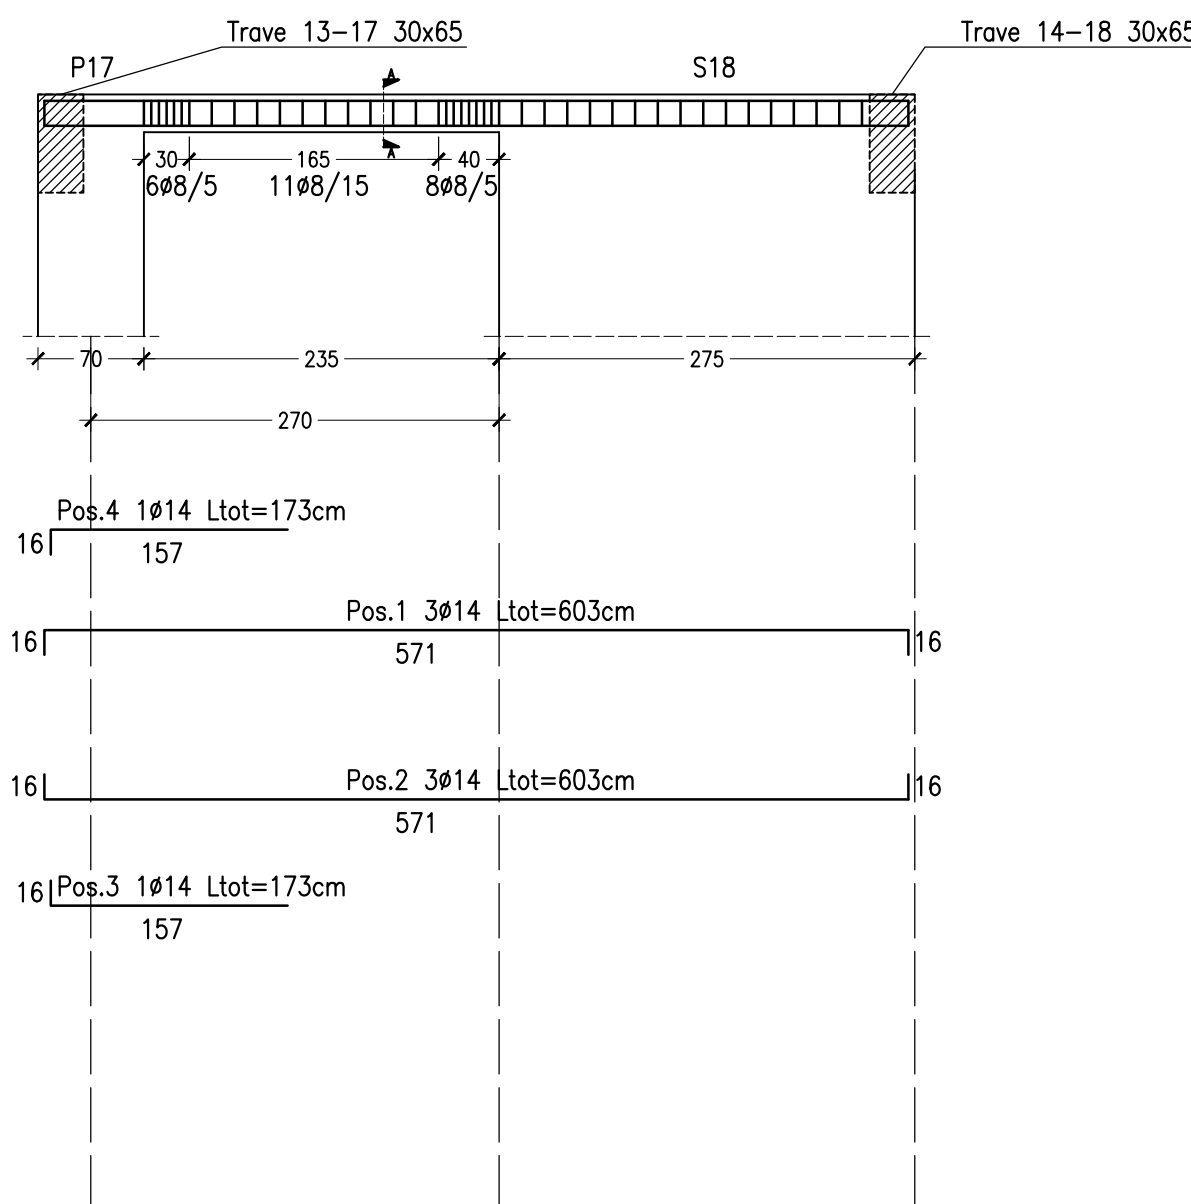 Trave 13-17 30x65
Trave 14-18 30x65
P17
S18
A
A
30
165
40
6ø8/5
11ø8/15
8ø8/5
70
235
275
270
Pos.4 1ø14 Ltot=173cm
16
157
Pos.1 3ø14 Ltot=603cm
16
16
571
Pos.2 3ø14 Ltot=603cm
16
16
571
Pos.3 1ø14 Ltot=173cm
16
157